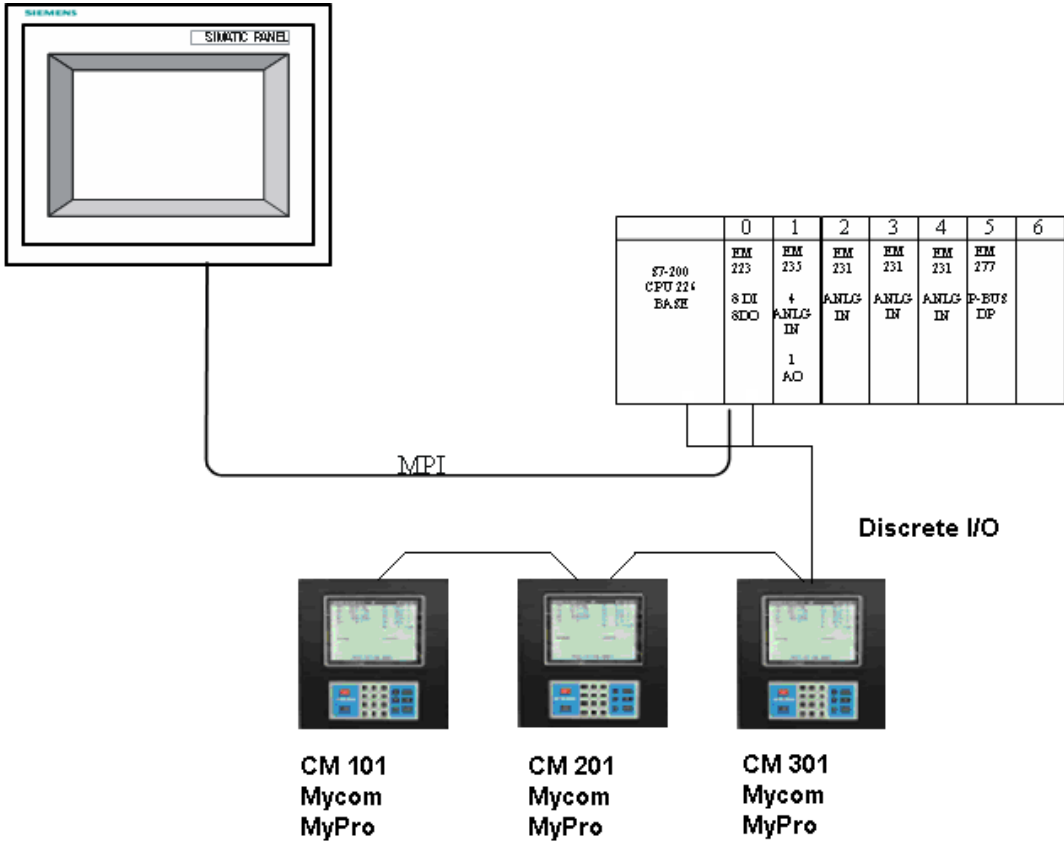 SIEMENS
SIMATIC PANEL
0 1 2 3 4 5 6
S7-200
CPU 226
BASE
EM
223
8 DI
8DO
EM
235
4
ANLG
IN
1
AO
EM
231
ANLG
IN
EM
231
ANLG
IN
EM
231
ANLG
IN
EM
277
P-BUS
DP
MPI
Discrete I/O
CM 101
Mycom
MyPro
CM 201
Mycom
MyPro
CM 301
Mycom
MyPro